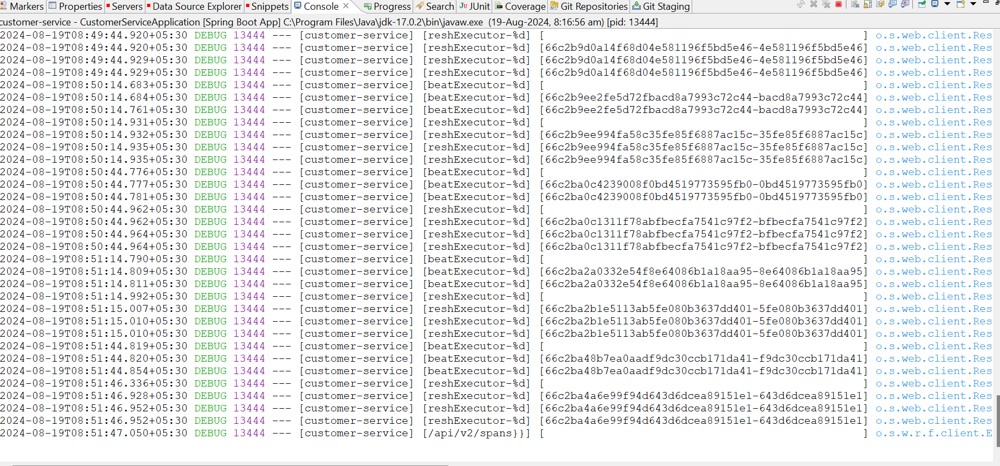 Markers Properties Servers Data Source Explorer Snippets Console Progress Search JUnit Coverage Git Repositories Git Staging
customer-service - CustomerServiceApplication [Spring Boot App] C:\Program Files\Java\jdk-17.0.2\bin\javaw.exe (19-Aug-2024, 8:16:56 am) [pid: 13444]
2024-08-19T08:49:44.920+05:30 DEBUG 13444 --- [customer-service] [reshExecutor-%d] [ ] o.s.web.client.Res
2024-08-19T08:49:44.920+05:30 DEBUG 13444 --- [customer-service] [reshExecutor-%d] [66c2b9d0a14f68d04e581196f5bd5e46-4e581196f5bd5e46] o.s.web.client.Res
2024-08-19T08:49:44.929+05:30 DEBUG 13444 --- [customer-service] [reshExecutor-%d] [66c2b9d0a14f68d04e581196f5bd5e46-4e581196f5bd5e46] o.s.web.client.Res
2024-08-19T08:49:44.929+05:30 DEBUG 13444 --- [customer-service] [reshExecutor-%d] [66c2b9d0a14f68d04e581196f5bd5e46-4e581196f5bd5e46] o.s.web.client.Res
2024-08-19T08:50:14.683+05:30 DEBUG 13444 --- [customer-service] [beatExecutor-%d] [ ] o.s.web.client.Res
2024-08-19T08:50:14.684+05:30 DEBUG 13444 --- [customer-service] [beatExecutor-%d] [66c2b9ee2fe5d72fbacd8a7993c72c44-bacd8a7993c72c44] o.s.web.client.Res
2024-08-19T08:50:14.761+05:30 DEBUG 13444 --- [customer-service] [beatExecutor-%d] [66c2b9ee2fe5d72fbacd8a7993c72c44-bacd8a7993c72c44] o.s.web.client.Res
2024-08-19T08:50:14.931+05:30 DEBUG 13444 --- [customer-service] [reshExecutor-%d] [ ] o.s.web.client.Res
2024-08-19T08:50:14.932+05:30 DEBUG 13444 --- [customer-service] [reshExecutor-%d] [66c2b9ee994fa58c35fe85f6887ac15c-35fe85f6887ac15c] o.s.web.client.Res
2024-08-19T08:50:14.935+05:30 DEBUG 13444 --- [customer-service] [reshExecutor-%d] [66c2b9ee994fa58c35fe85f6887ac15c-35fe85f6887ac15c] o.s.web.client.Res
2024-08-19T08:50:14.935+05:30 DEBUG 13444 --- [customer-service] [reshExecutor-%d] [66c2b9ee994fa58c35fe85f6887ac15c-35fe85f6887ac15c] o.s.web.client.Res
2024-08-19T08:50:44.776+05:30 DEBUG 13444 --- [customer-service] [beatExecutor-%d] [ ] o.s.web.client.Res
2024-08-19T08:50:44.777+05:30 DEBUG 13444 --- [customer-service] [beatExecutor-%d] [66c2ba0c4239008f0bd4519773595fb0-0bd4519773595fb0] o.s.web.client.Res
2024-08-19T08:50:44.781+05:30 DEBUG 13444 --- [customer-service] [beatExecutor-%d] [66c2ba0c4239008f0bd4519773595fb0-0bd4519773595fb0] o.s.web.client.Res
2024-08-19T08:50:44.962+05:30 DEBUG 13444 --- [customer-service] [reshExecutor-%d] [ ] o.s.web.client.Res
2024-08-19T08:50:44.962+05:30 DEBUG 13444 --- [customer-service] [reshExecutor-%d] [66c2ba0c1311f78abfbecfa7541c97f2-bfbecfa7541c97f2] o.s.web.client.Res
2024-08-19T08:50:44.964+05:30 DEBUG 13444 --- [customer-service] [reshExecutor-%d] [66c2ba0c1311f78abfbecfa7541c97f2-bfbecfa7541c97f2] o.s.web.client.Res
2024-08-19T08:50:44.964+05:30 DEBUG 13444 --- [customer-service] [reshExecutor-%d] [66c2ba0c1311f78abfbecfa7541c97f2-bfbecfa7541c97f2] o.s.web.client.Res
2024-08-19T08:51:14.790+05:30 DEBUG 13444 --- [customer-service] [beatExecutor-%d] [ ] o.s.web.client.Res
2024-08-19T08:51:14.809+05:30 DEBUG 13444 --- [customer-service] [beatExecutor-%d] [66c2ba2a0332e54f8e64086b1a18aa95-8e64086b1a18aa95] o.s.web.client.Res
2024-08-19T08:51:14.811+05:30 DEBUG 13444 --- [customer-service] [beatExecutor-%d] [66c2ba2a0332e54f8e64086b1a18aa95-8e64086b1a18aa95] o.s.web.client.Res
2024-08-19T08:51:14.992+05:30 DEBUG 13444 --- [customer-service] [reshExecutor-%d] [ ] o.s.web.client.Res
2024-08-19T08:51:15.007+05:30 DEBUG 13444 --- [customer-service] [reshExecutor-%d] [66c2ba2b1e5113ab5fe080b3637dd401-5fe080b3637dd401] o.s.web.client.Res
2024-08-19T08:51:15.010+05:30 DEBUG 13444 --- [customer-service] [reshExecutor-%d] [66c2ba2b1e5113ab5fe080b3637dd401-5fe080b3637dd401] o.s.web.client.Res
2024-08-19T08:51:15.010+05:30 DEBUG 13444 --- [customer-service] [reshExecutor-%d] [66c2ba2b1e5113ab5fe080b3637dd401-5fe080b3637dd401] o.s.web.client.Res
2024-08-19T08:51:44.819+05:30 DEBUG 13444 --- [customer-service] [beatExecutor-%d] [ ] o.s.web.client.Res
2024-08-19T08:51:44.820+05:30 DEBUG 13444 --- [customer-service] [beatExecutor-%d] [66c2ba48b7ea0aadf9dc30ccb171da41-f9dc30ccb171da41] o.s.web.client.Res
2024-08-19T08:51:44.854+05:30 DEBUG 13444 --- [customer-service] [beatExecutor-%d] [66c2ba48b7ea0aadf9dc30ccb171da41-f9dc30ccb171da41] o.s.web.client.Res
2024-08-19T08:51:46.336+05:30 DEBUG 13444 --- [customer-service] [reshExecutor-%d] [ ] o.s.web.client.Res
2024-08-19T08:51:46.928+05:30 DEBUG 13444 --- [customer-service] [reshExecutor-%d] [66c2ba4a6e99f94d643d6dcea89151e1-643d6dcea89151e1] o.s.web.client.Res
2024-08-19T08:51:46.952+05:30 DEBUG 13444 --- [customer-service] [reshExecutor-%d] [66c2ba4a6e99f94d643d6dcea89151e1-643d6dcea89151e1] o.s.web.client.Res
2024-08-19T08:51:46.952+05:30 DEBUG 13444 --- [customer-service] [reshExecutor-%d] [66c2ba4a6e99f94d643d6dcea89151e1-643d6dcea89151e1] o.s.web.client.Res
2024-08-19T08:51:47.050+05:30 DEBUG 13444 --- [customer-service] [/api/v2/spans}}] [ ] o.s.w.r.f.client.E